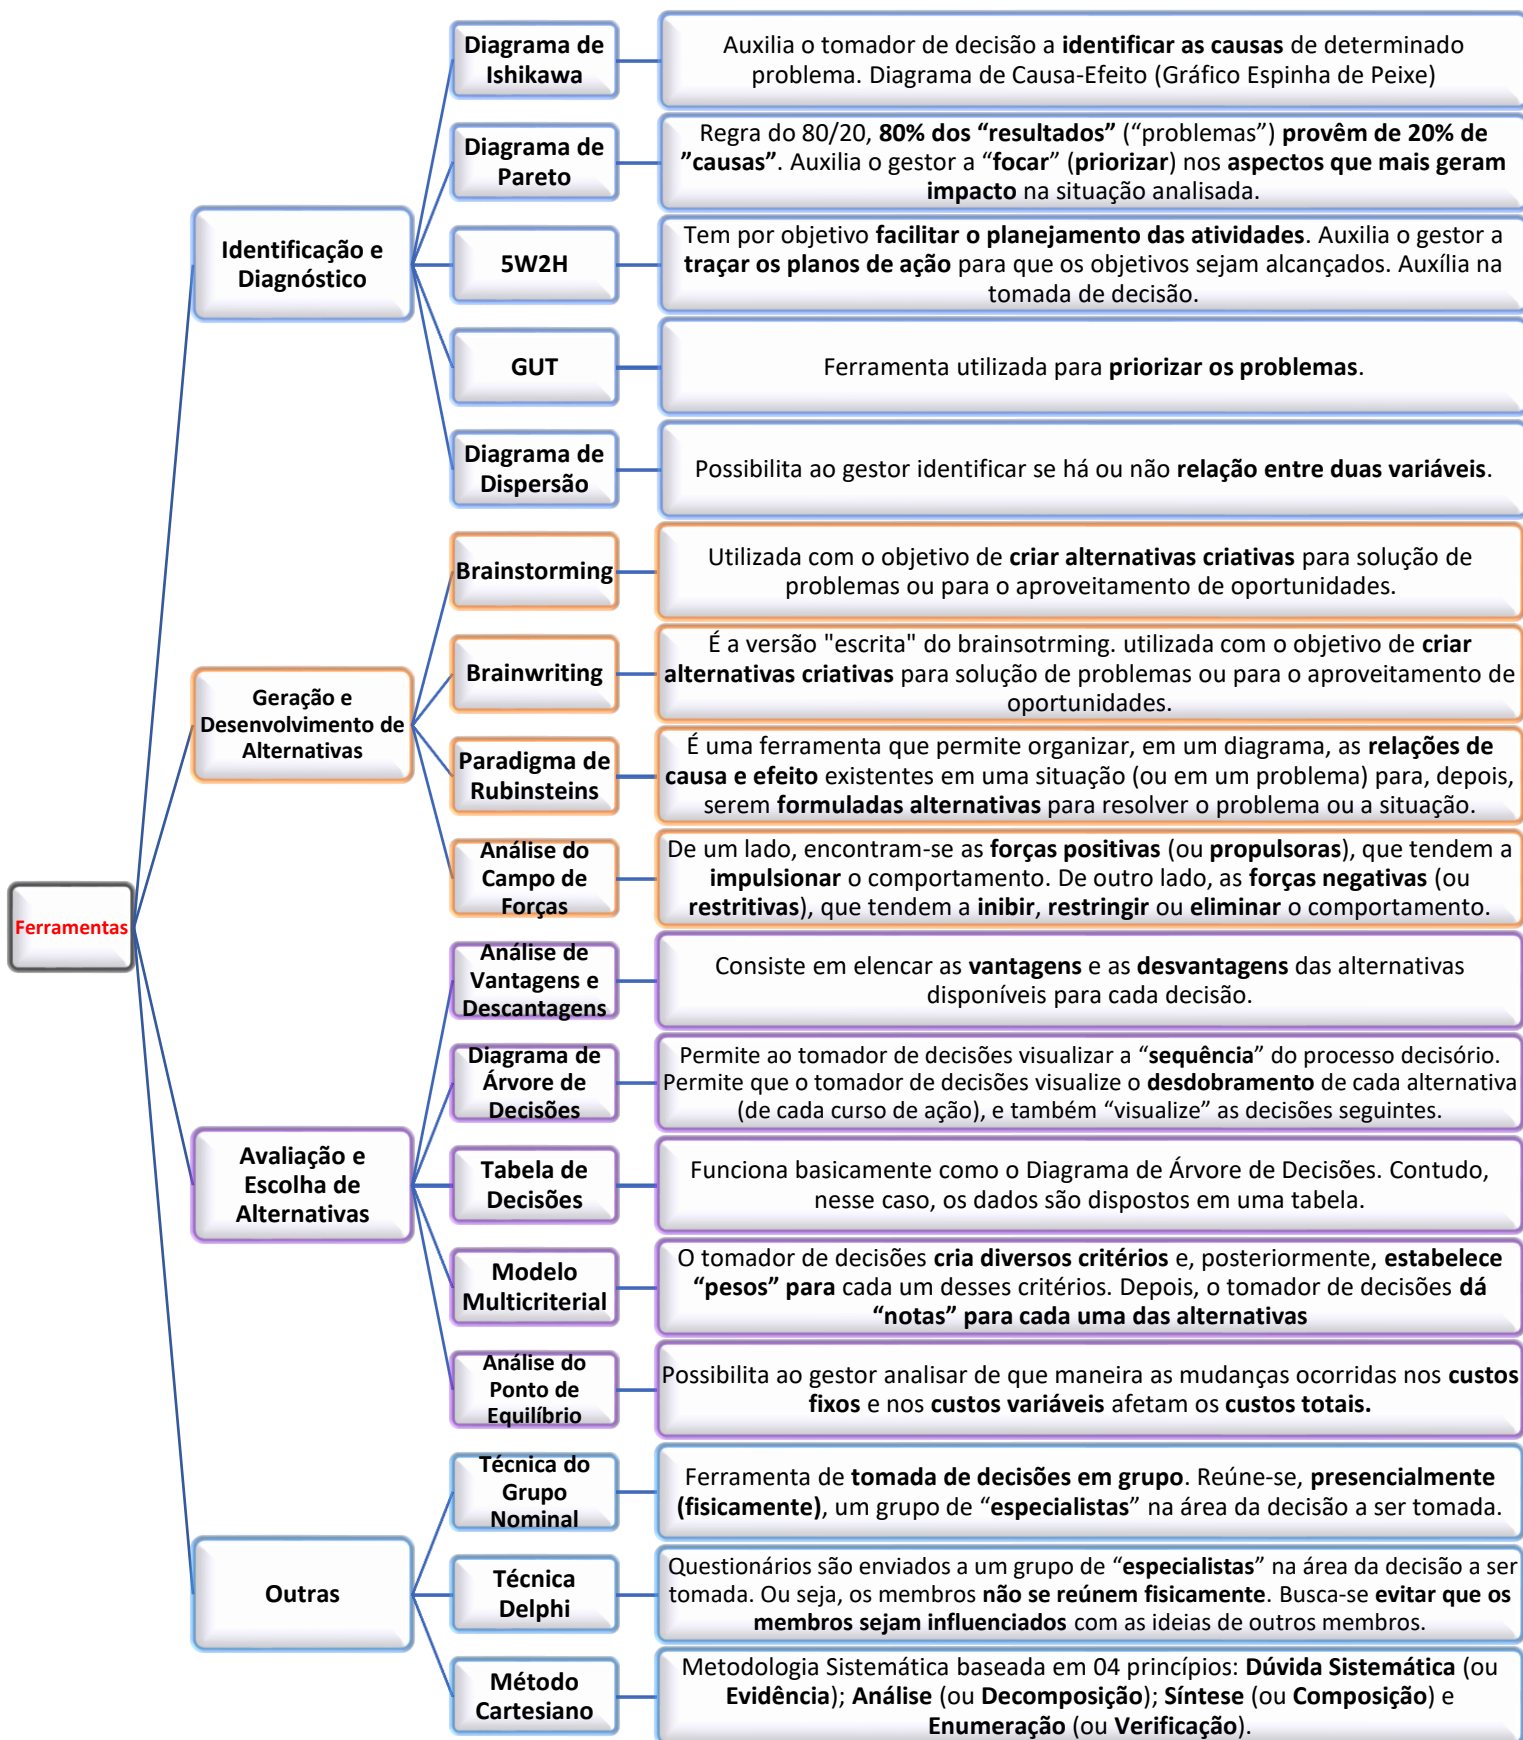 Ferramentas
Identificação e
Diagnóstico
Diagrama de
Ishikawa
Auxilia o tomador de decisão a identificar as causas de determinado
problema. Diagrama de Causa-Efeito (Gráfico Espinha de Peixe)
Diagrama de
Pareto
Regra do 80/20, 80% dos “resultados” (“problemas”) provêm de 20% de
”causas”. Auxilia o gestor a “focar” (priorizar) nos aspectos que mais geram
impacto na situação analisada.
5W2H
Tem por objetivo facilitar o planejamento das atividades. Auxilia o gestor a
traçar os planos de ação para que os objetivos sejam alcançados. Auxília na
tomada de decisão.
GUT
Ferramenta utilizada para priorizar os problemas.
Diagrama de
Dispersão
Possibilita ao gestor identificar se há ou não relação entre duas variáveis.
Geração e
Desenvolvimento de
Alternativas
Brainstorming
Utilizada com o objetivo de criar alternativas criativas para solução de
problemas ou para o aproveitamento de oportunidades.
Brainwriting
É a versão "escrita" do brainsotrming. utilizada com o objetivo de criar
alternativas criativas para solução de problemas ou para o aproveitamento de
oportunidades.
Paradigma de
Rubinsteins
É uma ferramenta que permite organizar, em um diagrama, as relações de
causa e efeito existentes em uma situação (ou em um problema) para, depois,
serem formuladas alternativas para resolver o problema ou a situação.
Análise do
Campo de
Forças
De um lado, encontram-se as forças positivas (ou propulsoras), que tendem a
impulsionar o comportamento. De outro lado, as forças negativas (ou
restritivas), que tendem a inibir, restringir ou eliminar o comportamento.
Avaliação e
Escolha de
Alternativas
Análise de
Vantagens e
Descantagens
Consiste em elencar as vantagens e as desvantagens das alternativas
disponíveis para cada decisão.
Diagrama de
Árvore de
Decisões
Permite ao tomador de decisões visualizar a “sequência” do processo decisório.
Permite que o tomador de decisões visualize o desdobramento de cada alternativa
(de cada curso de ação), e também “visualize” as decisões seguintes.
Tabela de
Decisões
Funciona basicamente como o Diagrama de Árvore de Decisões. Contudo,
nesse caso, os dados são dispostos em uma tabela.
Modelo
Multicriterial
O tomador de decisões cria diversos critérios e, posteriormente, estabelece
“pesos” para cada um desses critérios. Depois, o tomador de decisões dá
“notas” para cada uma das alternativas
Análise do
Ponto de
Equilíbrio
Possibilita ao gestor analisar de que maneira as mudanças ocorridas nos custos
fixos e nos custos variáveis afetam os custos totais.
Outras
Técnica do
Grupo
Nominal
Ferramenta de tomada de decisões em grupo. Reúne-se, presencialmente
(fisicamente), um grupo de “especialistas” na área da decisão a ser tomada.
Técnica
Delphi
Questionários são enviados a um grupo de “especialistas” na área da decisão a ser
tomada. Ou seja, os membros não se reúnem fisicamente. Busca-se evitar que os
membros sejam influenciados com as ideias de outros membros.
Método
Cartesiano
Metodologia Sistemática baseada em 04 princípios: Dúvida Sistemática (ou
Evidência); Análise (ou Decomposição); Síntese (ou Composição) e
Enumeração (ou Verificação).